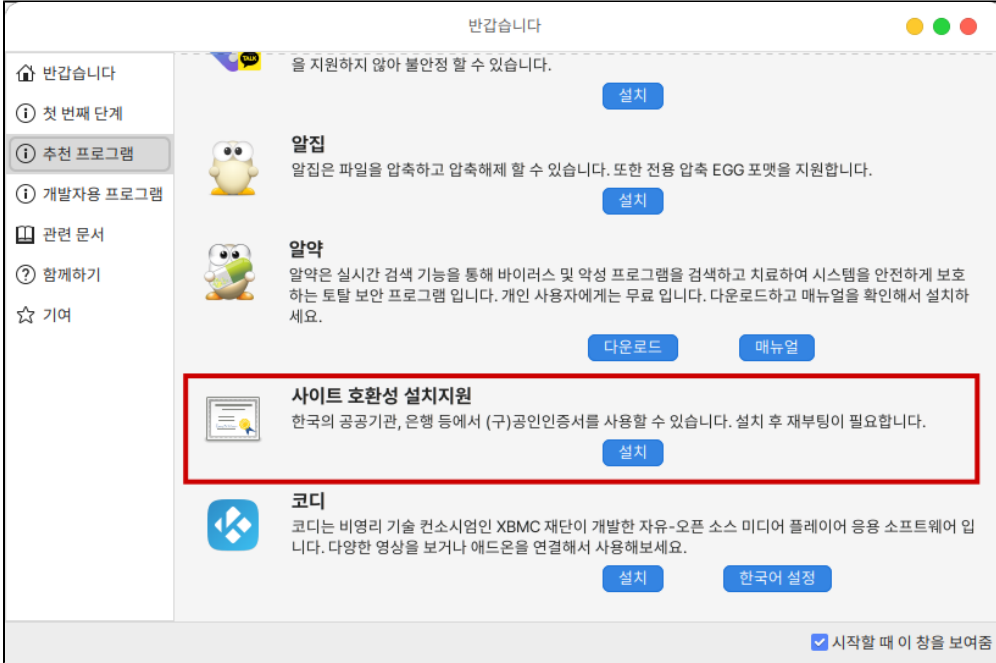 반갑습니다
반갑습니다
첫 번째 단계
추천 프로그램
개발자용 프로그램
관련 문서
함께하기
기여
TALK
을 지원하지 않아 불안정 할 수 있습니다.
설치
알집
알집은 파일을 압축하고 압축해제 할 수 있습니다. 또한 전용 압축 EGG 포맷을 지원합니다.
설치
알약
알약은 실시간 검색 기능을 통해 바이러스 및 악성 프로그램을 검색하고 치료하여 시스템을 안전하게 보호
하는 토탈 보안 프로그램 입니다. 개인 사용자에게는 무료 입니다. 다운로드하고 매뉴얼을 확인해서 설치하
세요.
다운로드 매뉴얼
사이트 호환성 설치지원
한국의 공공기관, 은행 등에서 (구)공인인증서를 사용할 수 있습니다. 설치 후 재부팅이 필요합니다.
설치
코디
코디는 비영리 기술 컨소시엄인 XBMC 재단이 개발한 자유-오픈 소스 미디어 플레이어 응용 소프트웨어 입
니다. 다양한 영상을 보거나 애드온을 연결해서 사용해보세요.
설치 한국어 설정
시작할 때 이 창을 보여줌